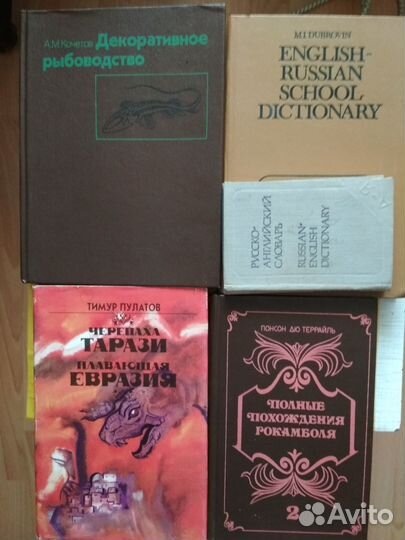 А.М. Кочетов Декоративное
рыбоводство
M.I. DUBROVIN
ENGLISH-
RUSSIAN
SCHOOL
DICTIONARY
РУССКО-
АНГЛИЙСКИЙ
СЛОВАРЬ
RUSSIAN-
ENGLISH
DICTIONARY
ТИМУР ПУЛАТОВ
ЧЕРЕПАХА
ТАРАЗИ
ПЛАВАЮЩАЯ
ЕВРАЗИЯ
ПОНСОН ДЮ ТЕРРАЙЛЬ
ПОЛНЫЕ
ПОХОЖДЕНИЯ
РОКАМБОЛЯ
2
Avito